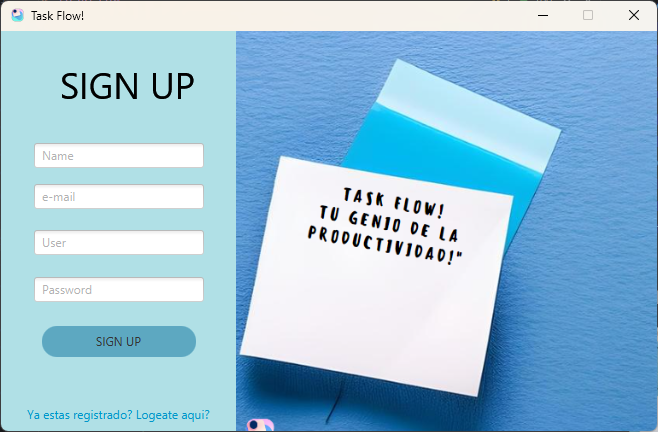 Task Flow!
SIGN UP
Name
e-mail
User
Password
SIGN UP
Ya estas registrado? Logeate aqui?
TASK FLOW!
TU GENIO DE LA
PRODUCTIVIDAD!"